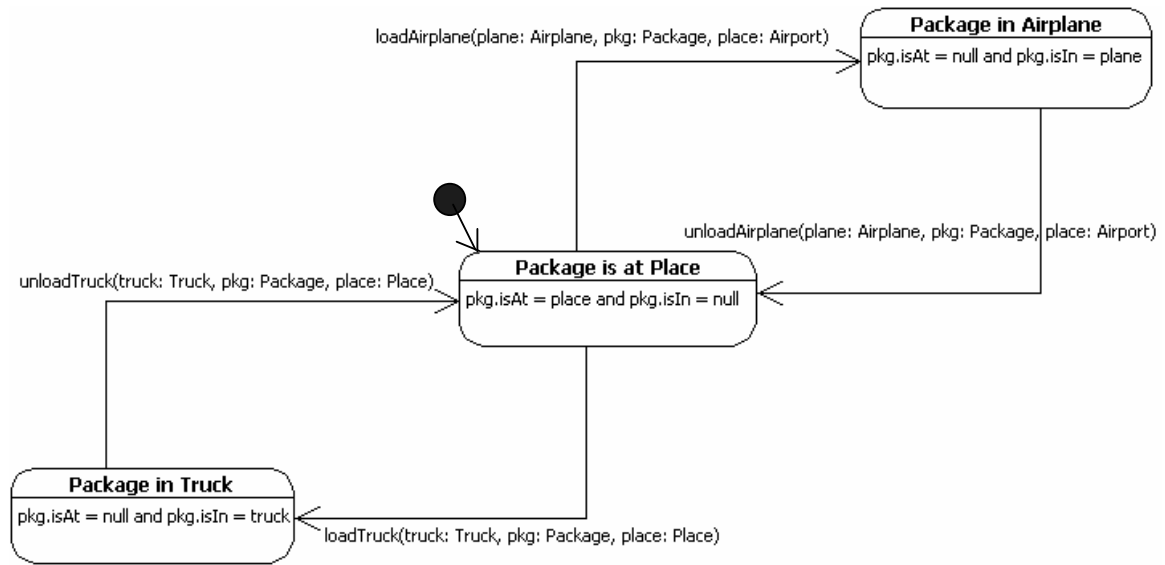 Package in Airplane
loadAirplane(plane: Airplane, pkg: Package, place: Airport)
pkg.isAt = null and pkg.isIn = plane
unloadAirplane(plane: Airplane, pkg: Package, place: Airport)
Package is at Place
unloadTruck(truck: Truck, pkg: Package, place: Place)
pkg.isAt = place and pkg.isIn = null
Package in Truck
pkg.isAt = null and pkg.isIn = truck
loadTruck(truck: Truck, pkg: Package, place: Place)